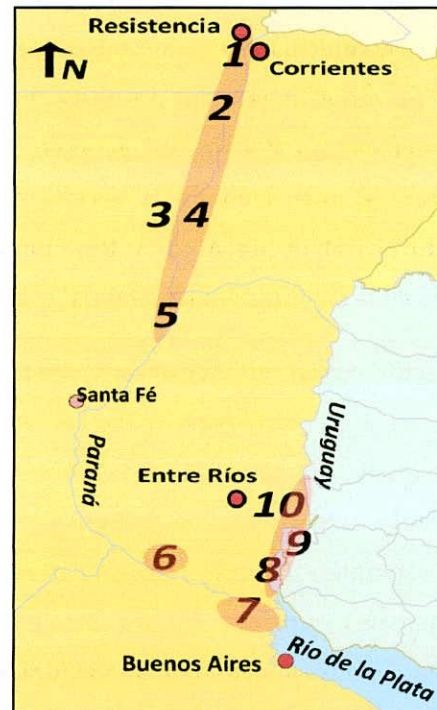 Resistencia
N
1
Corrientes
2
3 4
5
Santa Fé
Paraná
Uruguay
Entre Ríos
10
9
6
8
7
Buenos Aires
Río de la Plata